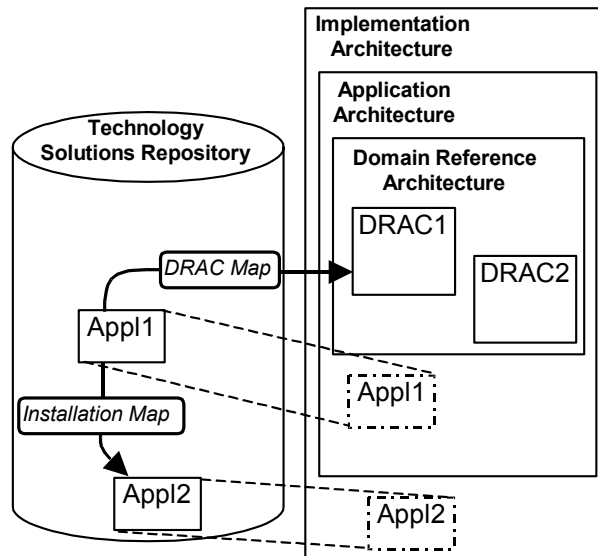 Implementation
Architecture
Application
Architecture
Technology
Solutions Repository
Domain Reference
Architecture
DRAC1
DRAC Map
DRAC2
Appl1
Appl1
Installation Map
Appl2
Appl2